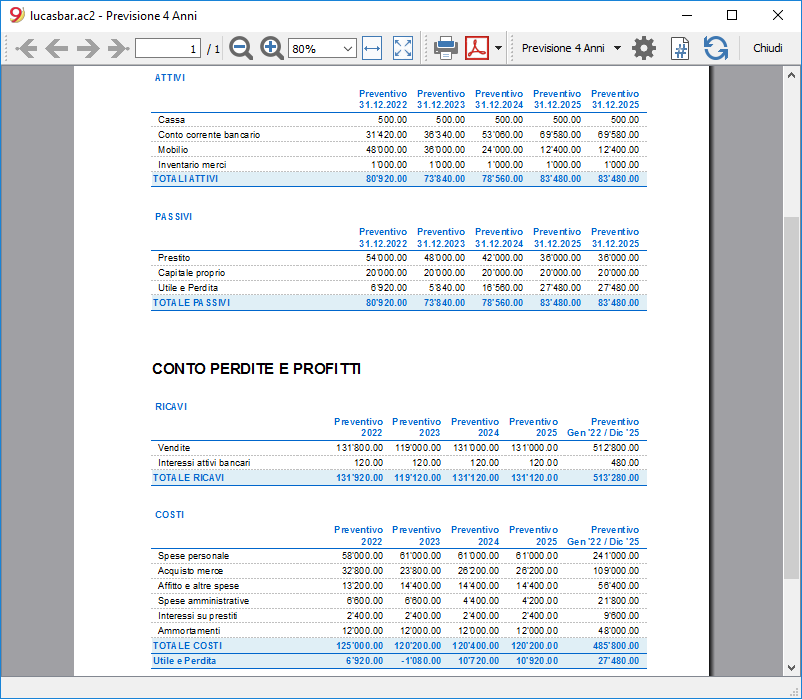 lucasbar.ac2 - Previsione 4 Anni
1 / 1 80% Previsione 4 Anni Chiudi
ATTIVI
Preventivo Preventivo Preventivo Preventivo Preventivo
31.12.2022 31.12.2023 31.12.2024 31.12.2025 31.12.2025
Cassa 500.00 500.00 500.00 500.00 500.00
Conto corrente bancario 31'420.00 36'340.00 53'060.00 69'580.00 69'580.00
Mobilio 48'000.00 36'000.00 24'000.00 12'400.00 12'400.00
Inventario merci 1'000.00 1'000.00 1'000.00 1'000.00 1'000.00
TOTALI ATTIVI 80'920.00 73'840.00 78'560.00 83'480.00 83'480.00
PASSIVI
Preventivo Preventivo Preventivo Preventivo Preventivo
31.12.2022 31.12.2023 31.12.2024 31.12.2025 31.12.2025
Prestito 54'000.00 48'000.00 42'000.00 36'000.00 36'000.00
Capitale proprio 20'000.00 20'000.00 20'000.00 20'000.00 20'000.00
Utile e Perdita 6'920.00 5'840.00 16'560.00 27'480.00 27'480.00
TOTALE PASSIVI 80'920.00 73'840.00 78'560.00 83'480.00 83'480.00
CONTO PERDITE E PROFITTI
RICAVI
Preventivo Preventivo Preventivo Preventivo Preventivo
2022 2023 2024 2025 Gen '22 / Dic '25
Vendite 131'800.00 119'000.00 131'000.00 131'000.00 512'800.00
Interessi attivi bancari 120.00 120.00 120.00 120.00 480.00
TOTALE RICAVI 131'920.00 119'120.00 131'120.00 131'120.00 513'280.00
COSTI
Preventivo Preventivo Preventivo Preventivo Preventivo
2022 2023 2024 2025 Gen '22 / Dic '25
Spese personale 58'000.00 61'000.00 61'000.00 61'000.00 241'000.00
Acquisto merce 32'800.00 23'800.00 26'200.00 26'200.00 109'000.00
Affitto e altre spese 13'200.00 14'400.00 14'400.00 14'400.00 56'400.00
Spese amministrative 6'600.00 6'600.00 4'400.00 4'200.00 21'800.00
Interessi su prestiti 2'400.00 2'400.00 2'400.00 2'400.00 9'600.00
Ammortamenti 12'000.00 12'000.00 12'000.00 12'000.00 48'000.00
TOTALE COSTI 125'000.00 120'200.00 120'400.00 120'200.00 485'800.00
Utile e Perdita 6'920.00 -1'080.00 10'720.00 10'920.00 27'480.00